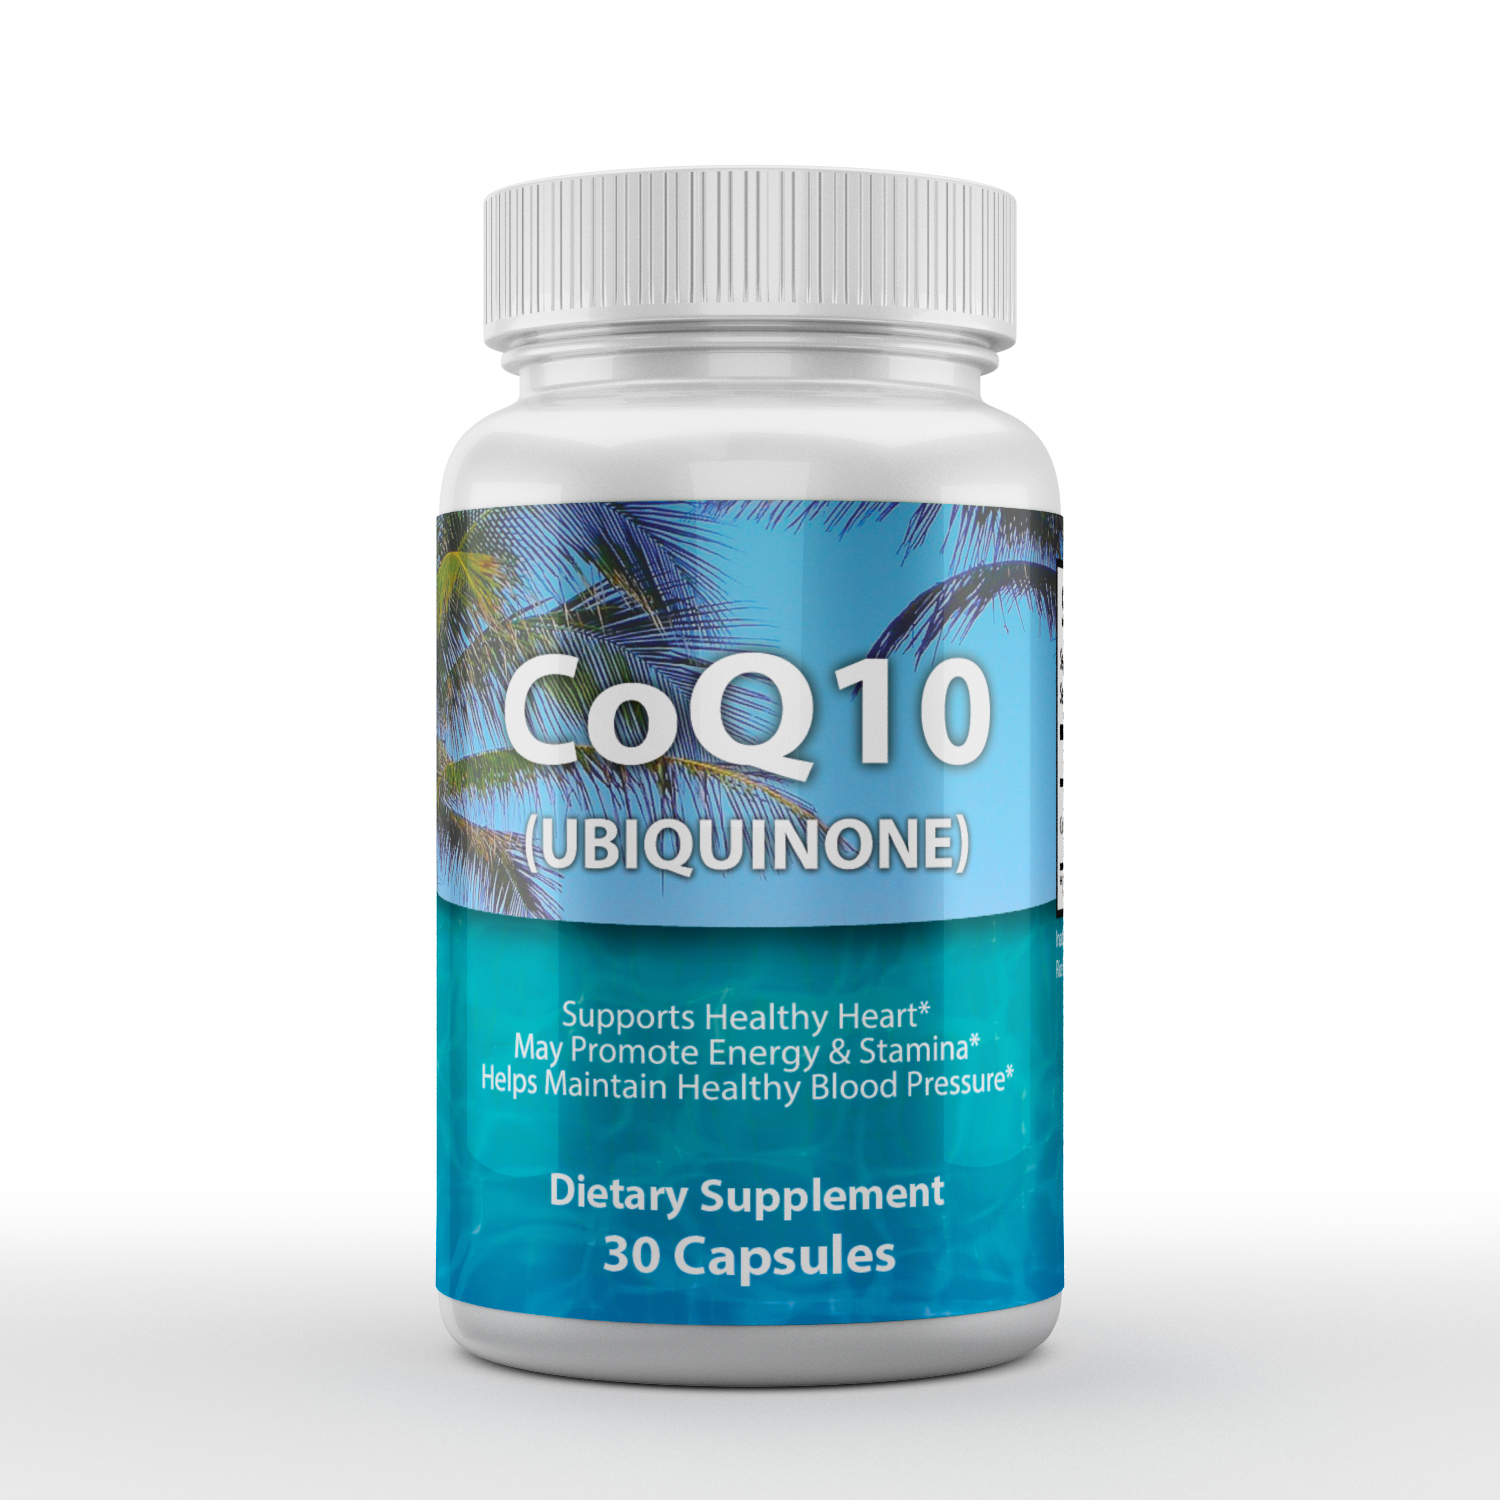 CoQ10
(UBIQUINONE)
Supports Healthy Heart*
May Promote Energy & Stamina*
Helps Maintain Healthy Blood Pressure*
Dietary Supplement
30 Capsules